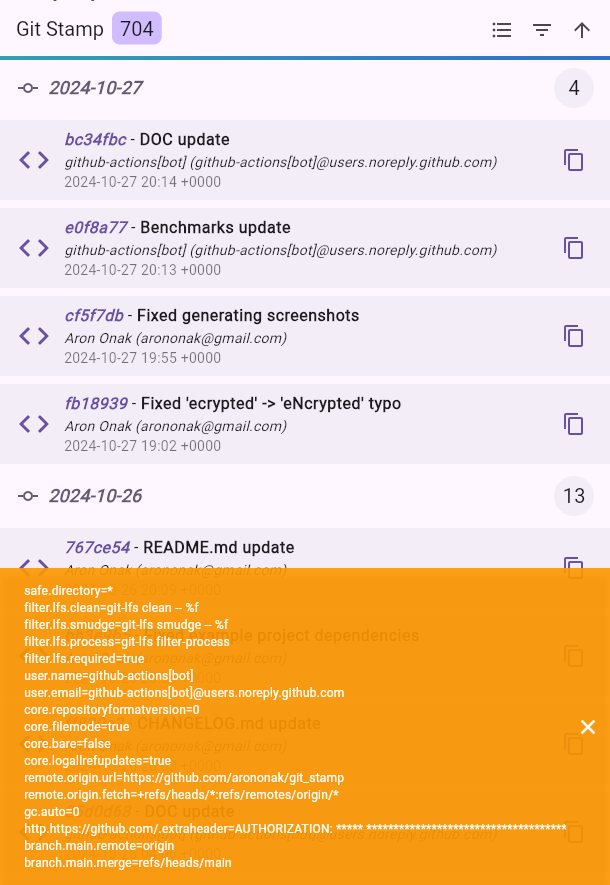 Git Stamp 704
2024-10-27 4
bc34fbc - DOC update
github-actions[bot] (github-actions[bot]@users.noreply.github.com)
2024-10-27 20:14 +0000
e0f8a77 - Benchmarks update
github-actions[bot] (github-actions[bot]@users.noreply.github.com)
2024-10-27 20:13 +0000
cf5f7db - Fixed generating screenshots
Aron Onak (arononak@gmail.com)
2024-10-27 19:55 +0000
fb18939 - Fixed 'ecrypted' -> 'eNcrypted' typo
Aron Onak (arononak@gmail.com)
2024-10-27 19:02 +0000
2024-10-26 13
767ce54 - README.md update
Aron Onak (arononak@gmail.com)
safe.directory=*
filter.lfs.clean=git-lfs clean -- %f
filter.lfs.smudge=git-lfs smudge -- %f
Fixed example project dependencies
filter.lfs.process=git-lfs filter-process
filter.lfs.required=true
user.name=github-actions[bot]
user.email=github-actions[bot]@users.noreply.github.com
core.repositoryformatversion=0
CHANGELOG.md update
core.filemode=true
core.bare=false
core.logallrefupdates=true
remote.origin.url=https://github.com/arononak/git_stamp
remote.origin.fetch=+refs/heads/*:refs/remotes/origin/*
DOC update
gc.auto=0
http.https://github.com/.extraheader=AUTHORIZATION: ***** ************************************
branch.main.remote=origin
branch.main.merge=refs/heads/main